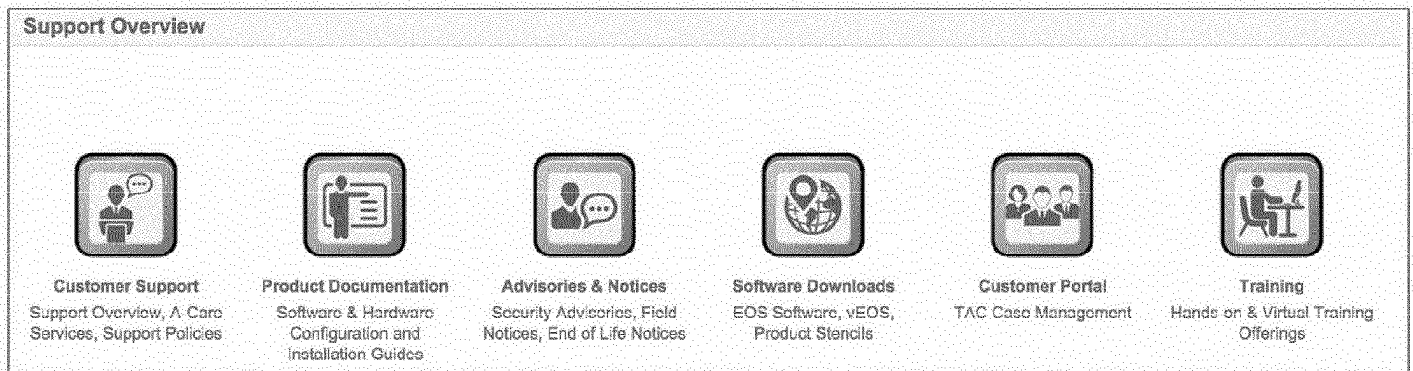 Support Overview
Customer Support
Support Overview, A-Care
Services, Support Policies
Product Documentation
Software & Hardware
Configuration and
Installation Guides
Advisories & Notices
Security Advisories, Field
Notices, End of Life Notices
Software Downloads
EOS Software, vEOS,
Product Stencils
Customer Portal
TAC Case Management
Training
Hands on & Virtual Training
Offerings